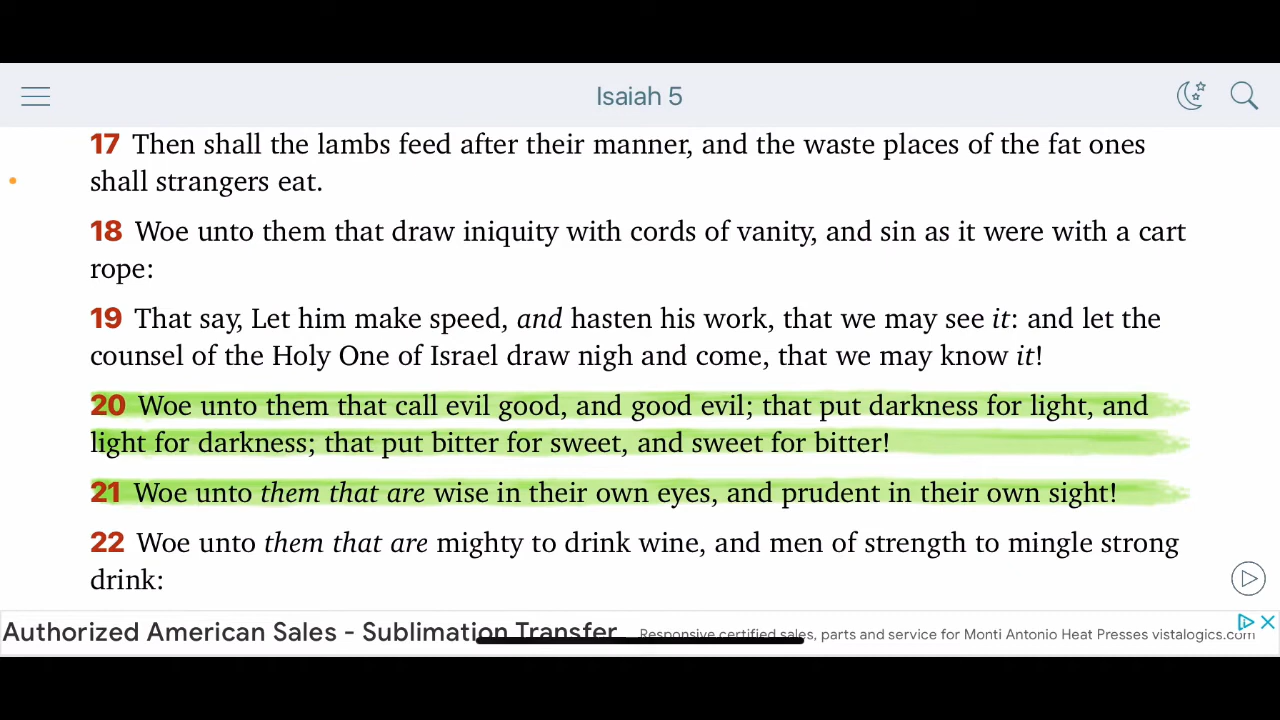 Isaiah 5
17 Then shall the lambs feed after their manner, and the waste places of the fat ones
shall strangers eat.
18 Woe unto them that draw iniquity with cords of vanity, and sin as it were with a cart
rope:
19 That say, Let him make speed, and hasten his work, that we may see it: and let the
counsel of the Holy One of Israel draw nigh and come, that we may know it!
20 Woe unto them that call evil good, and good evil; that put darkness for light, and
light for darkness; that put bitter for sweet, and sweet for bitter!
21 Woe unto them that are wise in their own eyes, and prudent in their own sight!
22 Woe unto them that are mighty to drink wine, and men of strength to mingle strong
drink:
Authorized American Sales - Sublimation Transfer Responsive certified sales, parts and service for Monti Antonio Heat Presses vistalogics.com